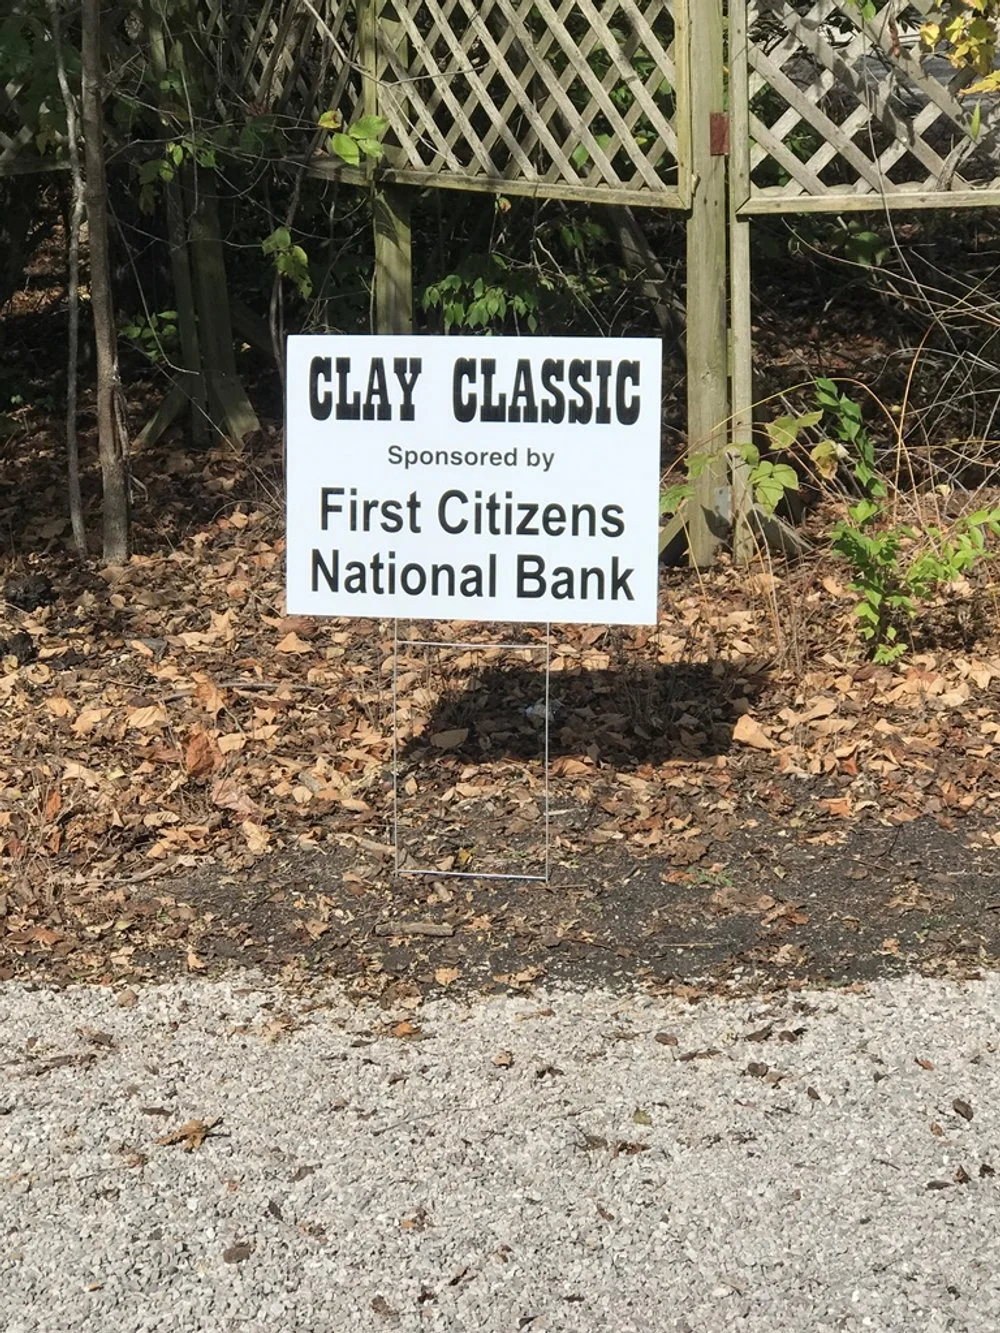 CLAY CLASSIC
Sponsored by
First Citizens
National Bank